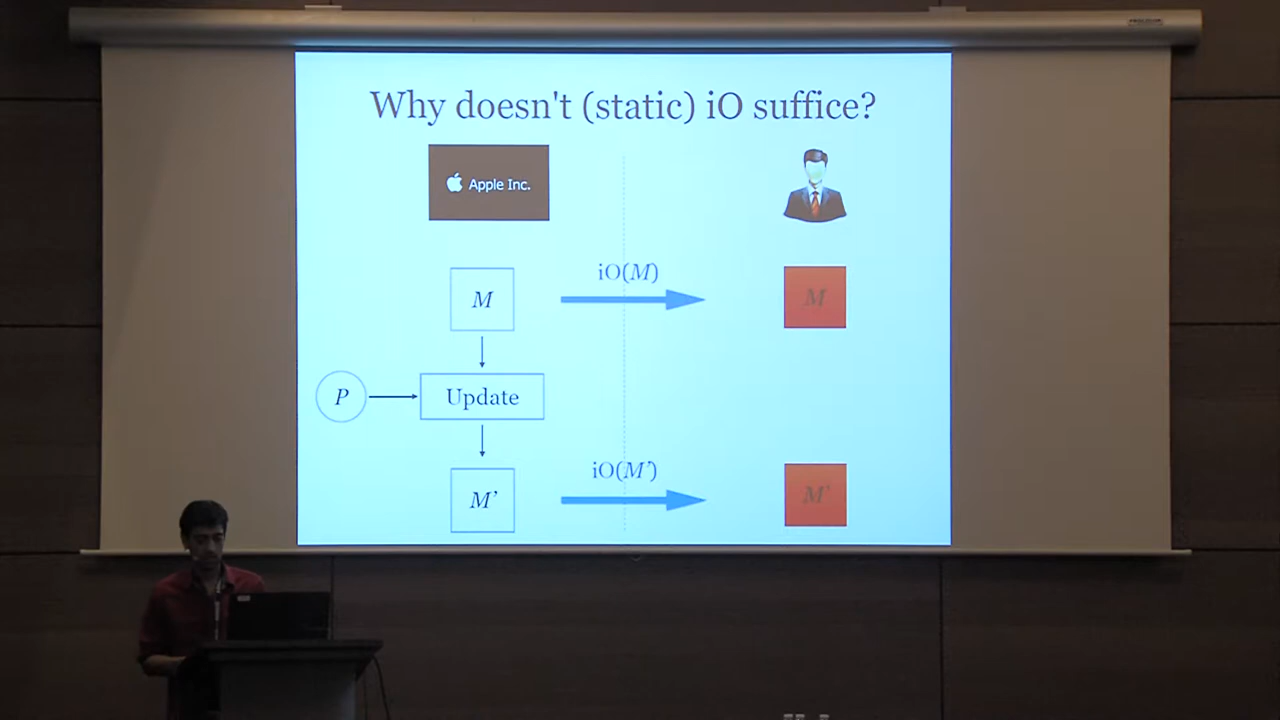 Why doesn't (static) iO suffice?
Apple Inc.
iO(M)
M
M
P
Update
iO(M')
M'
M'